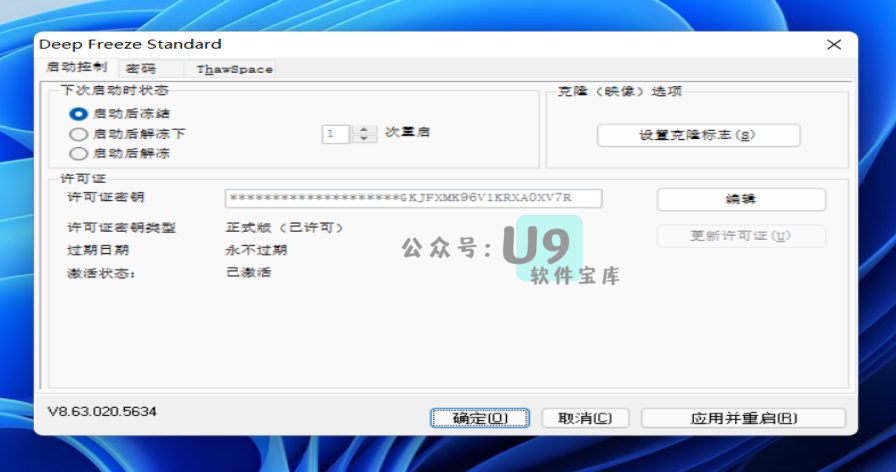 Deep Freeze Standard
启动控制 密码 ThawSpace
下次启动时状态
启动后冻结
启动后解冻下 1 次重启
启动后解冻
克隆（映像）选项
设置克隆标志(S)
许可证
许可证密钥 ********************GKJFXMK96V1KRXA0XV7R 编辑
许可证密钥类型 正式版（已许可） 更新许可证(U)
过期日期 永不过期
激活状态: 已激活
公众号: U9
软件宝库
V8.63.020.5634 确定(O) 取消(C) 应用并重启(R)